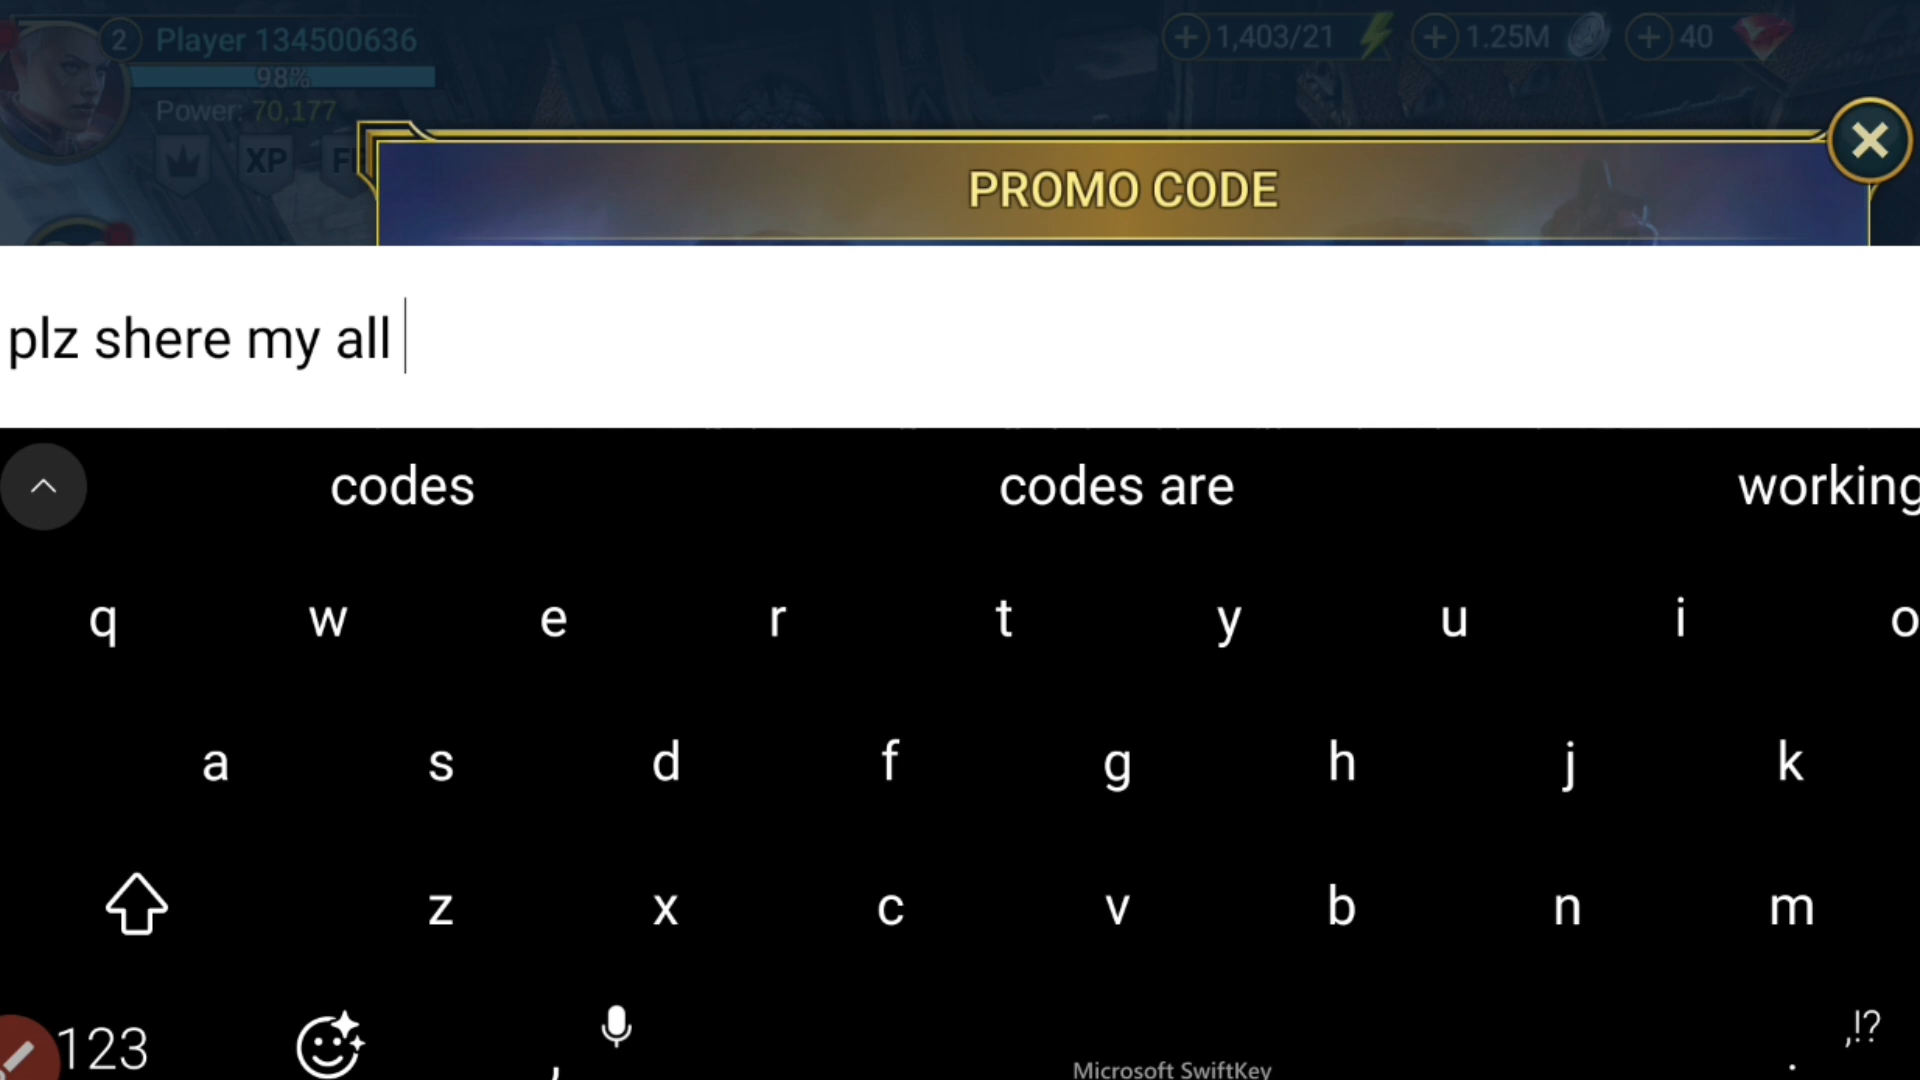 2 Player 134500636
1,403/21
1.25M
40
98%
Power: 70,177
XP
PROMO CODE
plz shere my all
codes
codes are
working
q w e r t y u i o
a s d f g h j k
z x c v b n m
123
,
Microsoft SwiftKey
.
,!?